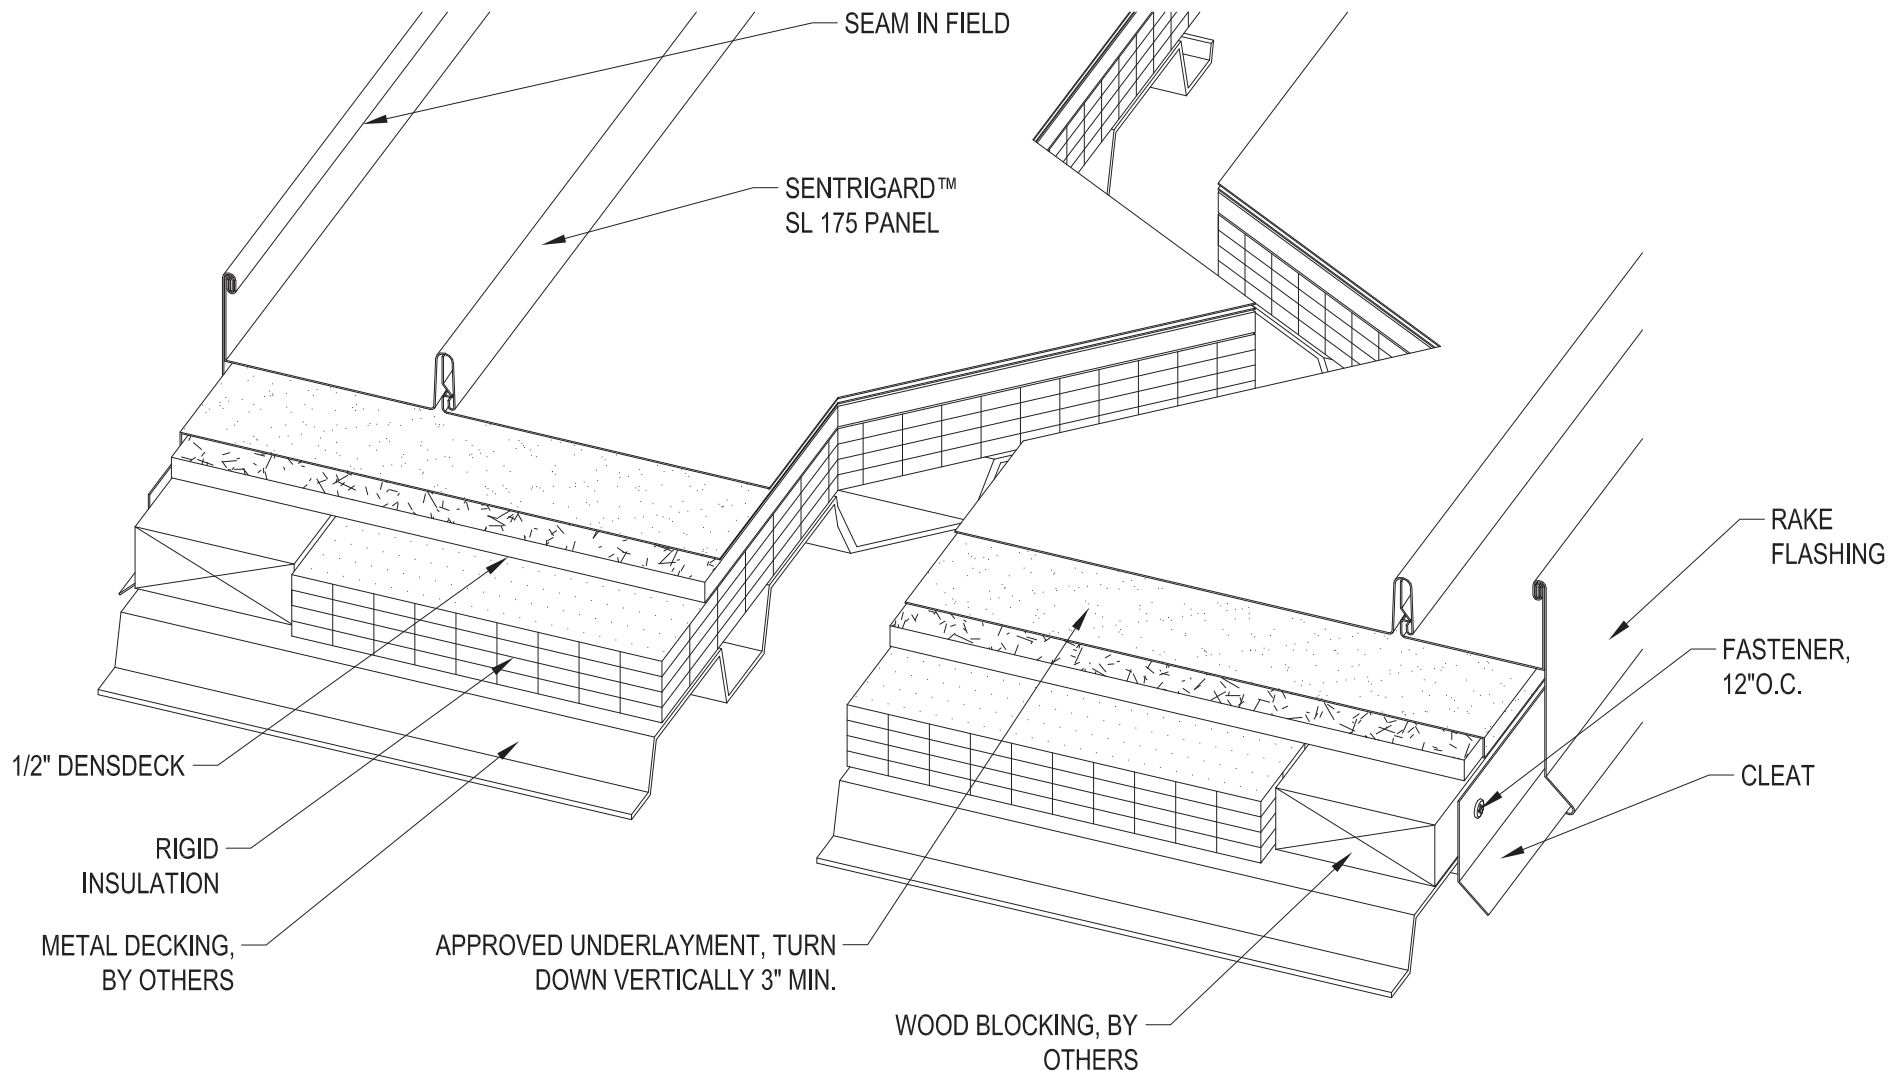 SEAM IN FIELD
SENTRIGARD™
SL 175 PANEL
RAKE
FLASHING
FASTENER,
12"O.C.
CLEAT
1/2" DENSDECK
RIGID
INSULATION
METAL DECKING,
BY OTHERS
APPROVED UNDERLAYMENT, TURN
DOWN VERTICALLY 3" MIN.
WOOD BLOCKING, BY
OTHERS